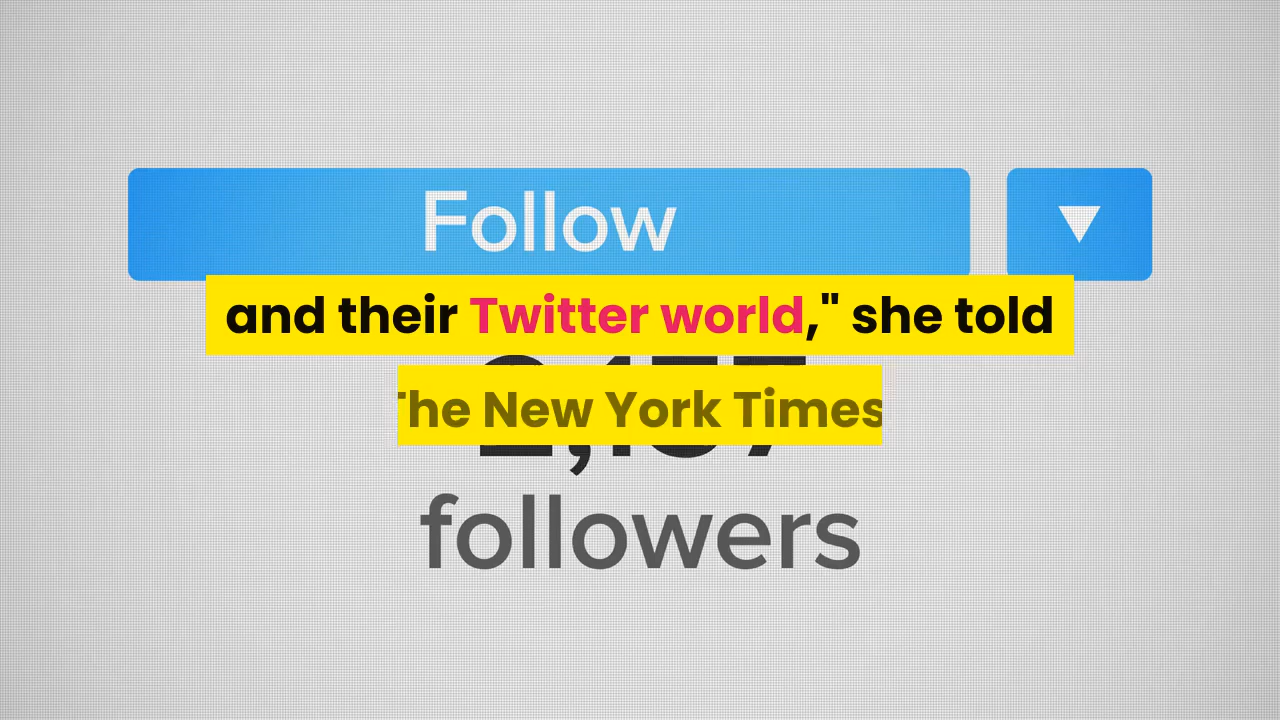 Follow
and their Twitter world," she told
The New York Times
followers